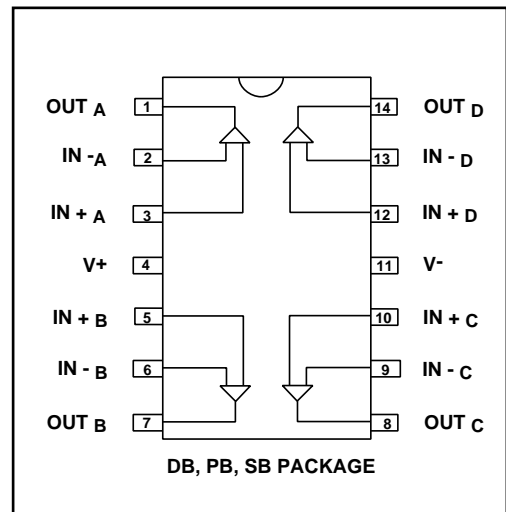 OUT A 1 14 OUT D
IN -A 2 13 IN - D
IN + A 3 12 IN + D
V+ 4 11 V-
IN + B 5 10 IN + C
IN - B 6 9 IN - C
OUT B 7 8 OUT C
DB, PB, SB PACKAGE